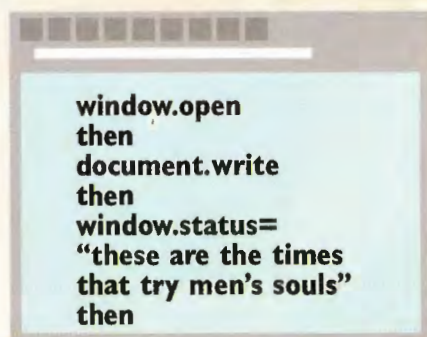 window.open
then
document.write
then
window.status=
“these are the times
that try men's souls”
then